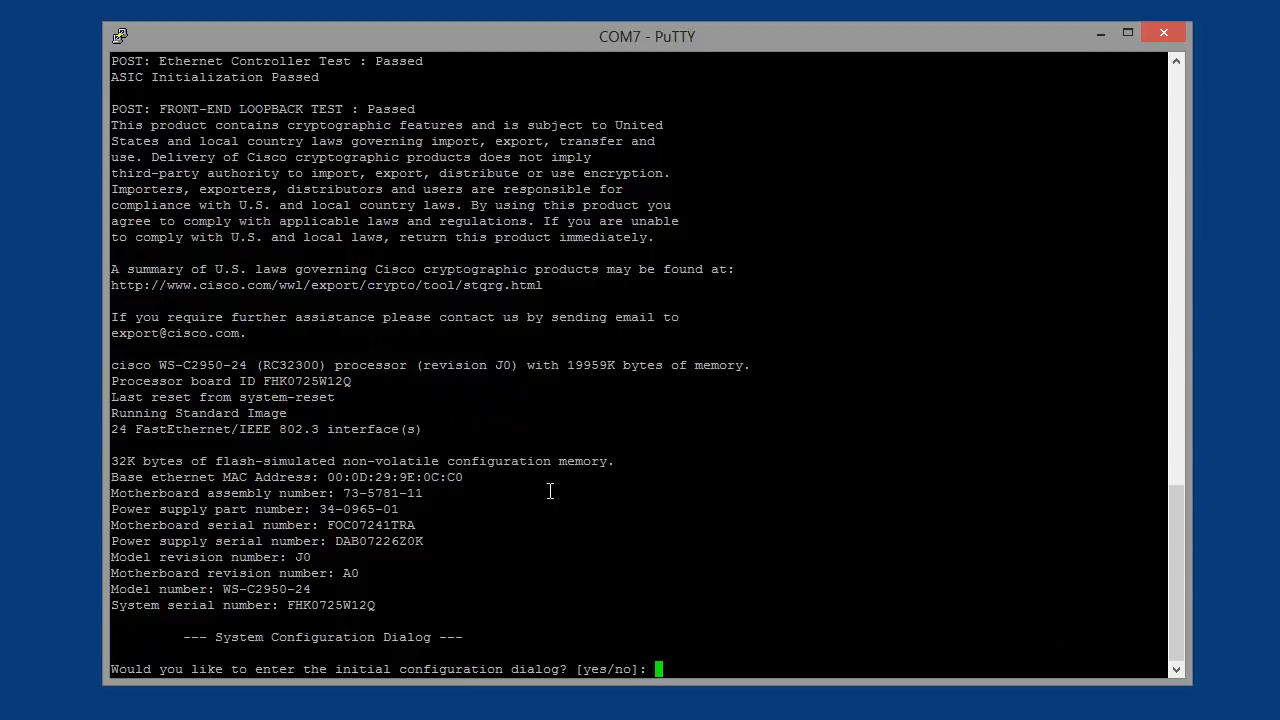 COM7 - PuTTY
POST: Ethernet Controller Test : Passed
ASIC Initialization Passed
POST: FRONT-END LOOPBACK TEST : Passed
This product contains cryptographic features and is subject to United
States and local country laws governing import, export, transfer and
use. Delivery of Cisco cryptographic products does not imply
third-party authority to import, export, distribute or use encryption.
Importers, exporters, distributors and users are responsible for
compliance with U.S. and local country laws. By using this product you
agree to comply with applicable laws and regulations. If you are unable
to comply with U.S. and local laws, return this product immediately.
A summary of U.S. laws governing Cisco cryptographic products may be found at:
http://www.cisco.com/wwl/export/crypto/tool/stqrg.html
If you require further assistance please contact us by sending email to
export@cisco.com.
cisco WS-C2950-24 (RC32300) processor (revision J0) with 19959K bytes of memory.
Processor board ID FHK0725W12Q
Last reset from system-reset
Running Standard Image
24 FastEthernet/IEEE 802.3 interface(s)
32K bytes of flash-simulated non-volatile configuration memory.
Base ethernet MAC Address: 00:0D:29:9E:0C:C0
Motherboard assembly number: 73-5781-11
Power supply part number: 34-0965-01
Motherboard serial number: FOC07241TRA
Power supply serial number: DAB07226Z0K
Model revision number: J0
Motherboard revision number: A0
Model number: WS-C2950-24
System serial number: FHK0725W12Q
--- System Configuration Dialog ---
Would you like to enter the initial configuration dialog? [yes/no]: